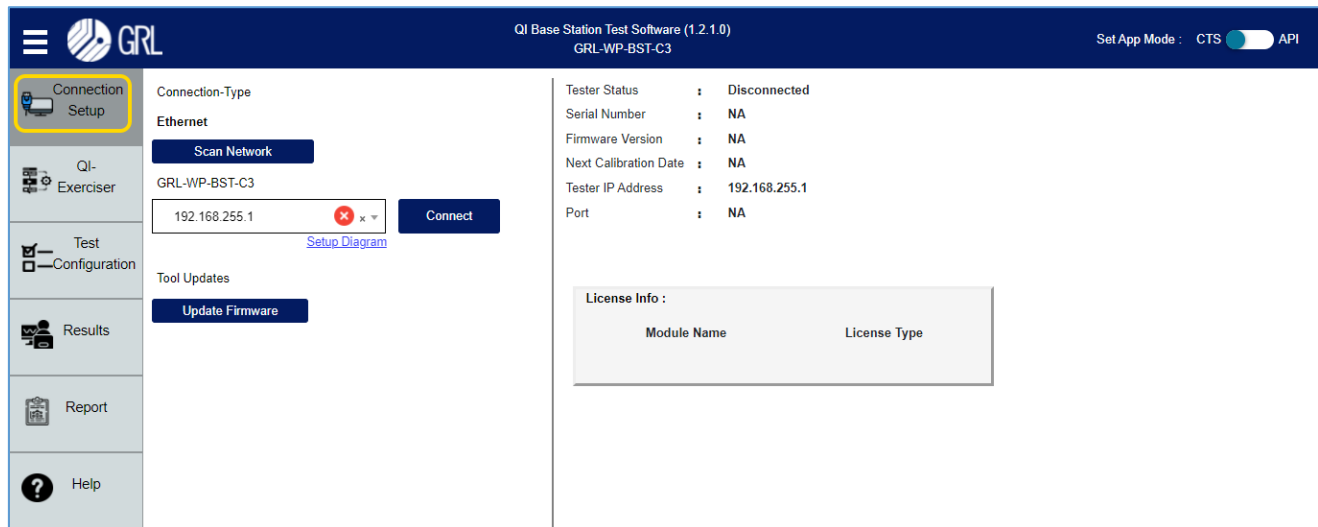 GRL
QI Base Station Test Software (1.2.1.0)
GRL-WP-BST-C3
Set App Mode : CTS API
Connection
Setup
QI-
Exerciser
Test
Configuration
Results
Report
Help
Connection-Type
Ethernet
Scan Network
GRL-WP-BST-C3
192.168.255.1 x
Connect
Setup Diagram
Tool Updates
Update Firmware
Tester Status : Disconnected
Serial Number : NA
Firmware Version : NA
Next Calibration Date : NA
Tester IP Address : 192.168.255.1
Port : NA
License Info :
Module Name License Type